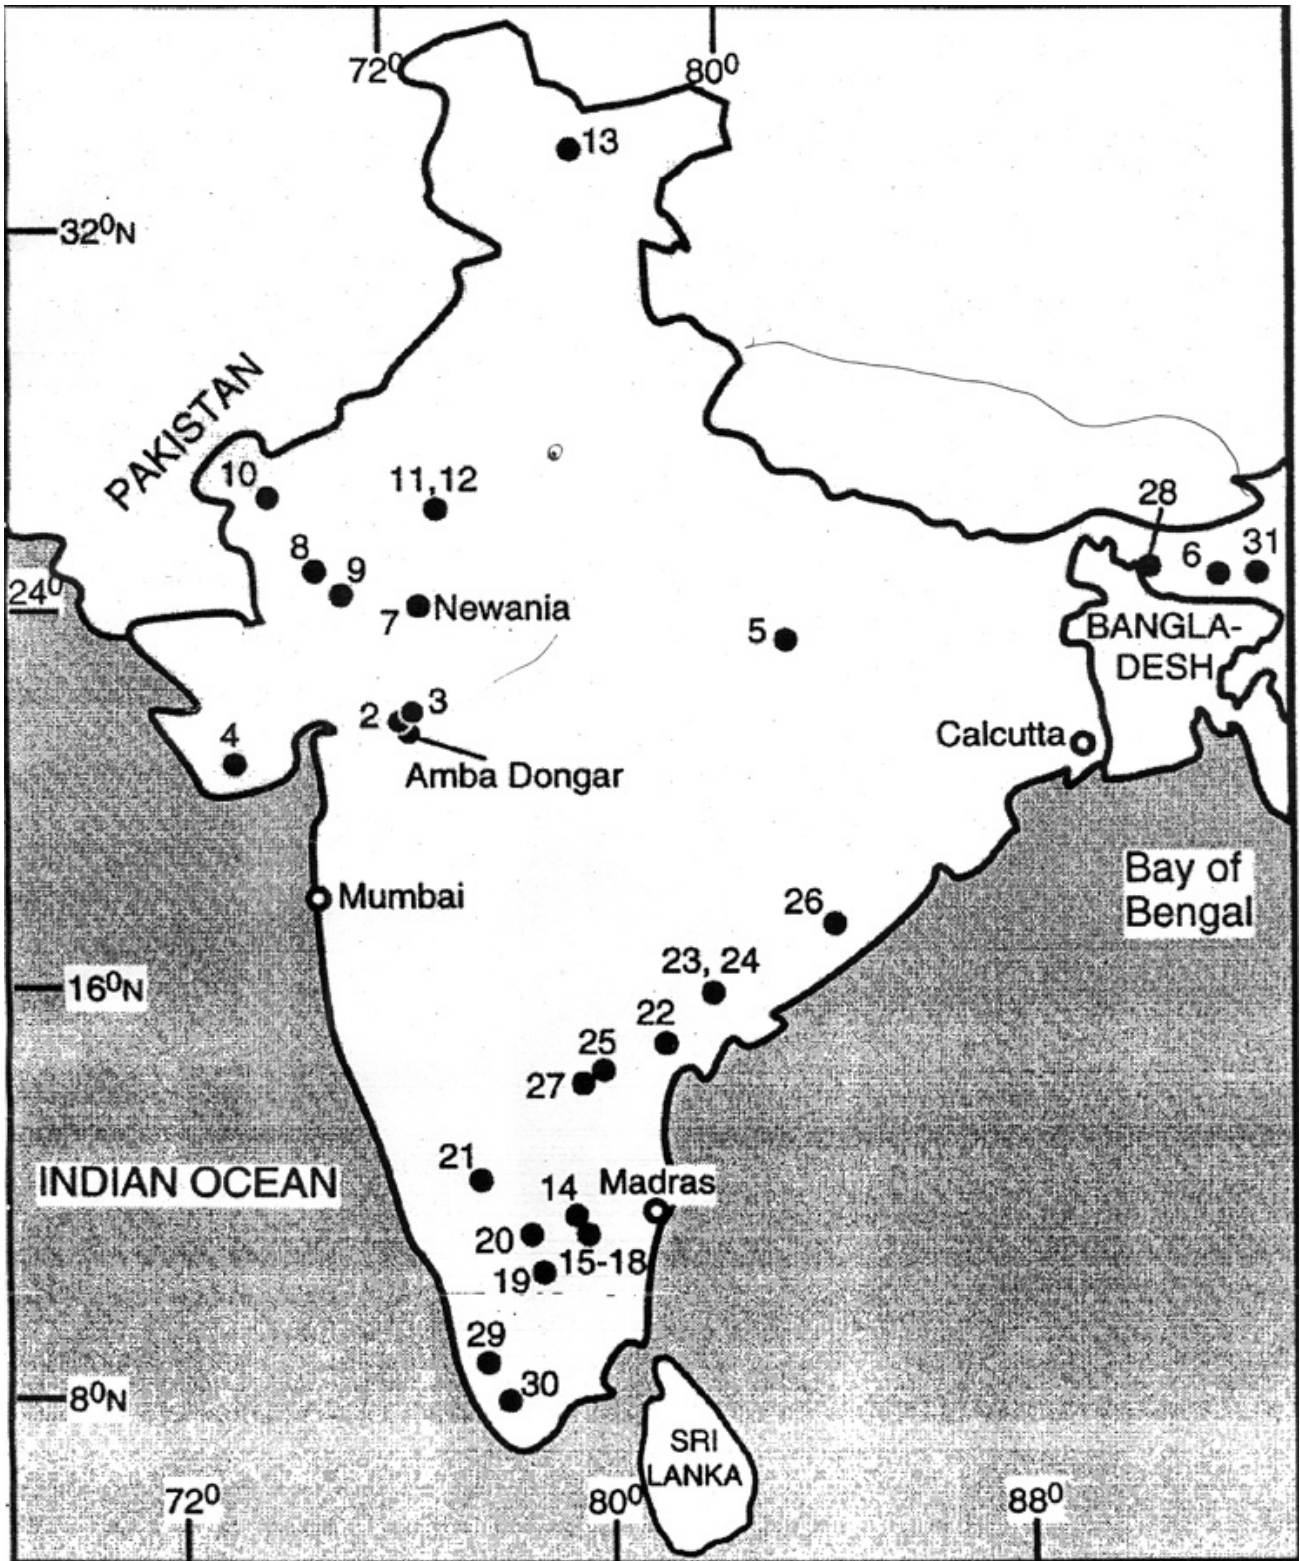 72⁰
80⁰
13
32⁰N
PAKISTAN
10
11,12
28
8
9
6
31
24⁰
7
Newania
5
BANGLA-
DESH
2
3
4
Calcutta
Amba Dongar
Bay of
Bengal
Mumbai
26
23, 24
16⁰N
22
25
27
21
INDIAN OCEAN
14
Madras
20
15-18
19
29
30
8⁰N
SRI
LANKA
72⁰
80⁰
88⁰